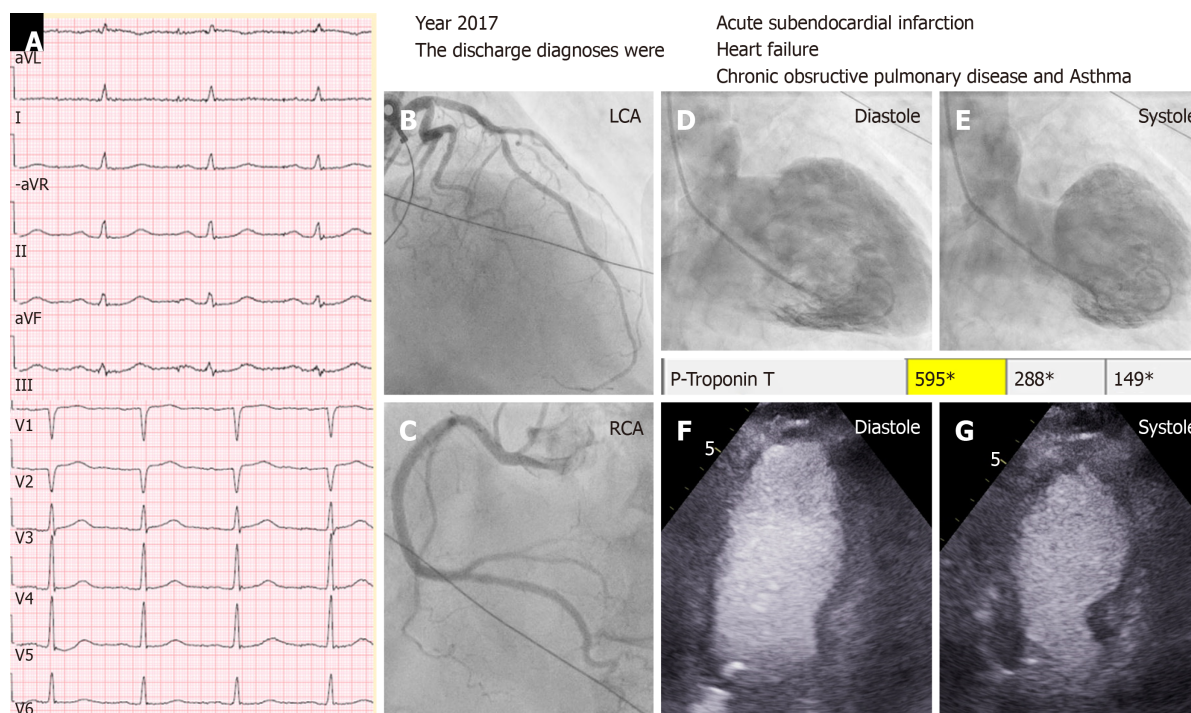 Year 2017
The discharge diagnoses were
Acute subendocardial infarction
Heart failure
Chronic obsructive pulmonary disease and Asthma
A
aVL
I
-aVR
II
aVF
III
V1
V2
V3
V4
V5
V6
B
LCA
C
RCA
D
Diastole
E
Systole
P-Troponin T
595*
288*
149*
F
Diastole
5
G
Systole
5